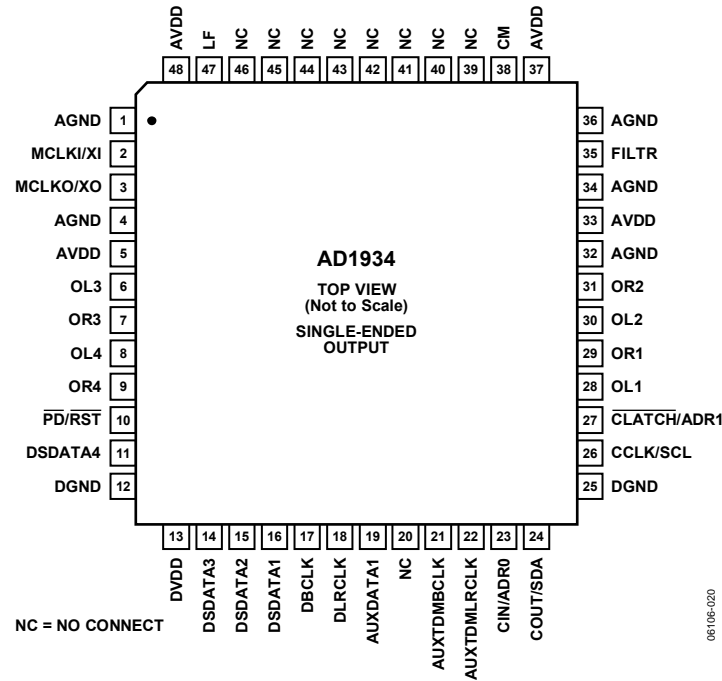 AVDD LF NC NC NC NC NC NC NC NC CM AVDD
48 47 46 45 44 43 42 41 40 39 38 37
AGND 1
MCLKI/XI 2
MCLKO/XO 3
AGND 4
AVDD 5
OL3 6
OR3 7
OL4 8
OR4 9
PD/RST 10
DSDATA4 11
DGND 12
AD1934
TOP VIEW
(Not to Scale)
SINGLE-ENDED
OUTPUT
36 AGND
35 FILTR
34 AGND
33 AVDD
32 AGND
31 OR2
30 OL2
29 OR1
28 OL1
27 CLATCH/ADR1
26 CCLK/SCL
25 DGND
13 14 15 16 17 18 19 20 21 22 23 24
DVDD DSDATA3 DSDATA2 DSDATA1 DBCLK DLRCLK AUXDATA1 NC AUXTDMBCLK AUXTDMLRCLK CIN/ADR0 COUT/SDA
NC = NO CONNECT
06106-020